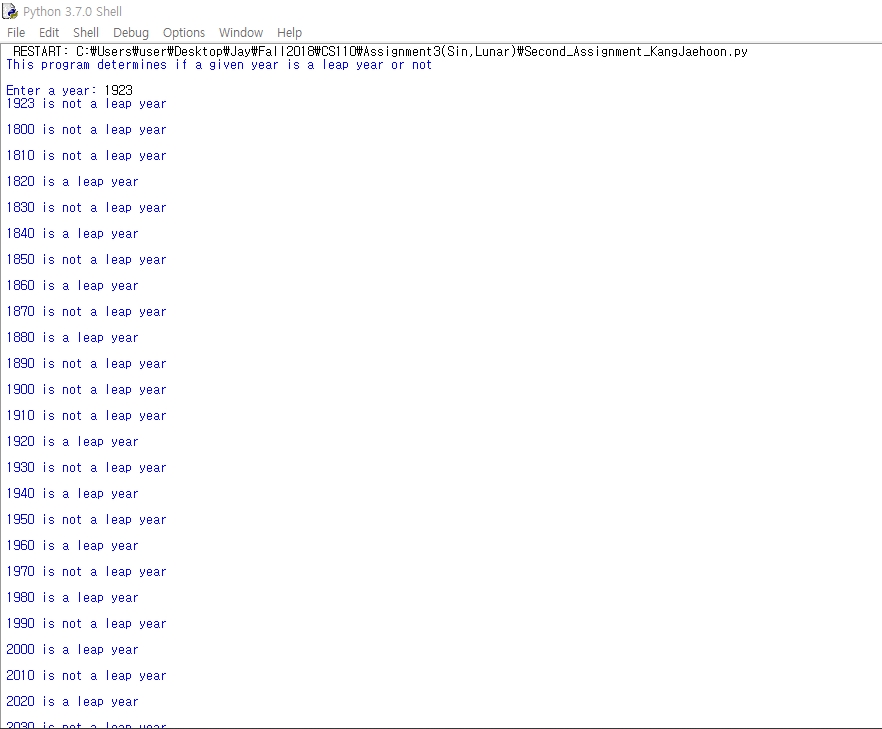 Python 3.7.0 Shell
File Edit Shell Debug Options Window Help
RESTART: C:₩Users₩user₩Desktop₩Jay₩Fall2018₩CS110₩Assignment3(Sin,Lunar)₩Second_Assignment_KangJaehoon.py
This program determines if a given year is a leap year or not
Enter a year: 1923
1923 is not a leap year
1800 is not a leap year
1810 is not a leap year
1820 is a leap year
1830 is not a leap year
1840 is a leap year
1850 is not a leap year
1860 is a leap year
1870 is not a leap year
1880 is a leap year
1890 is not a leap year
1900 is not a leap year
1910 is not a leap year
1920 is a leap year
1930 is not a leap year
1940 is a leap year
1950 is not a leap year
1960 is a leap year
1970 is not a leap year
1980 is a leap year
1990 is not a leap year
2000 is a leap year
2010 is not a leap year
2020 is a leap year
2030 is not a leap year